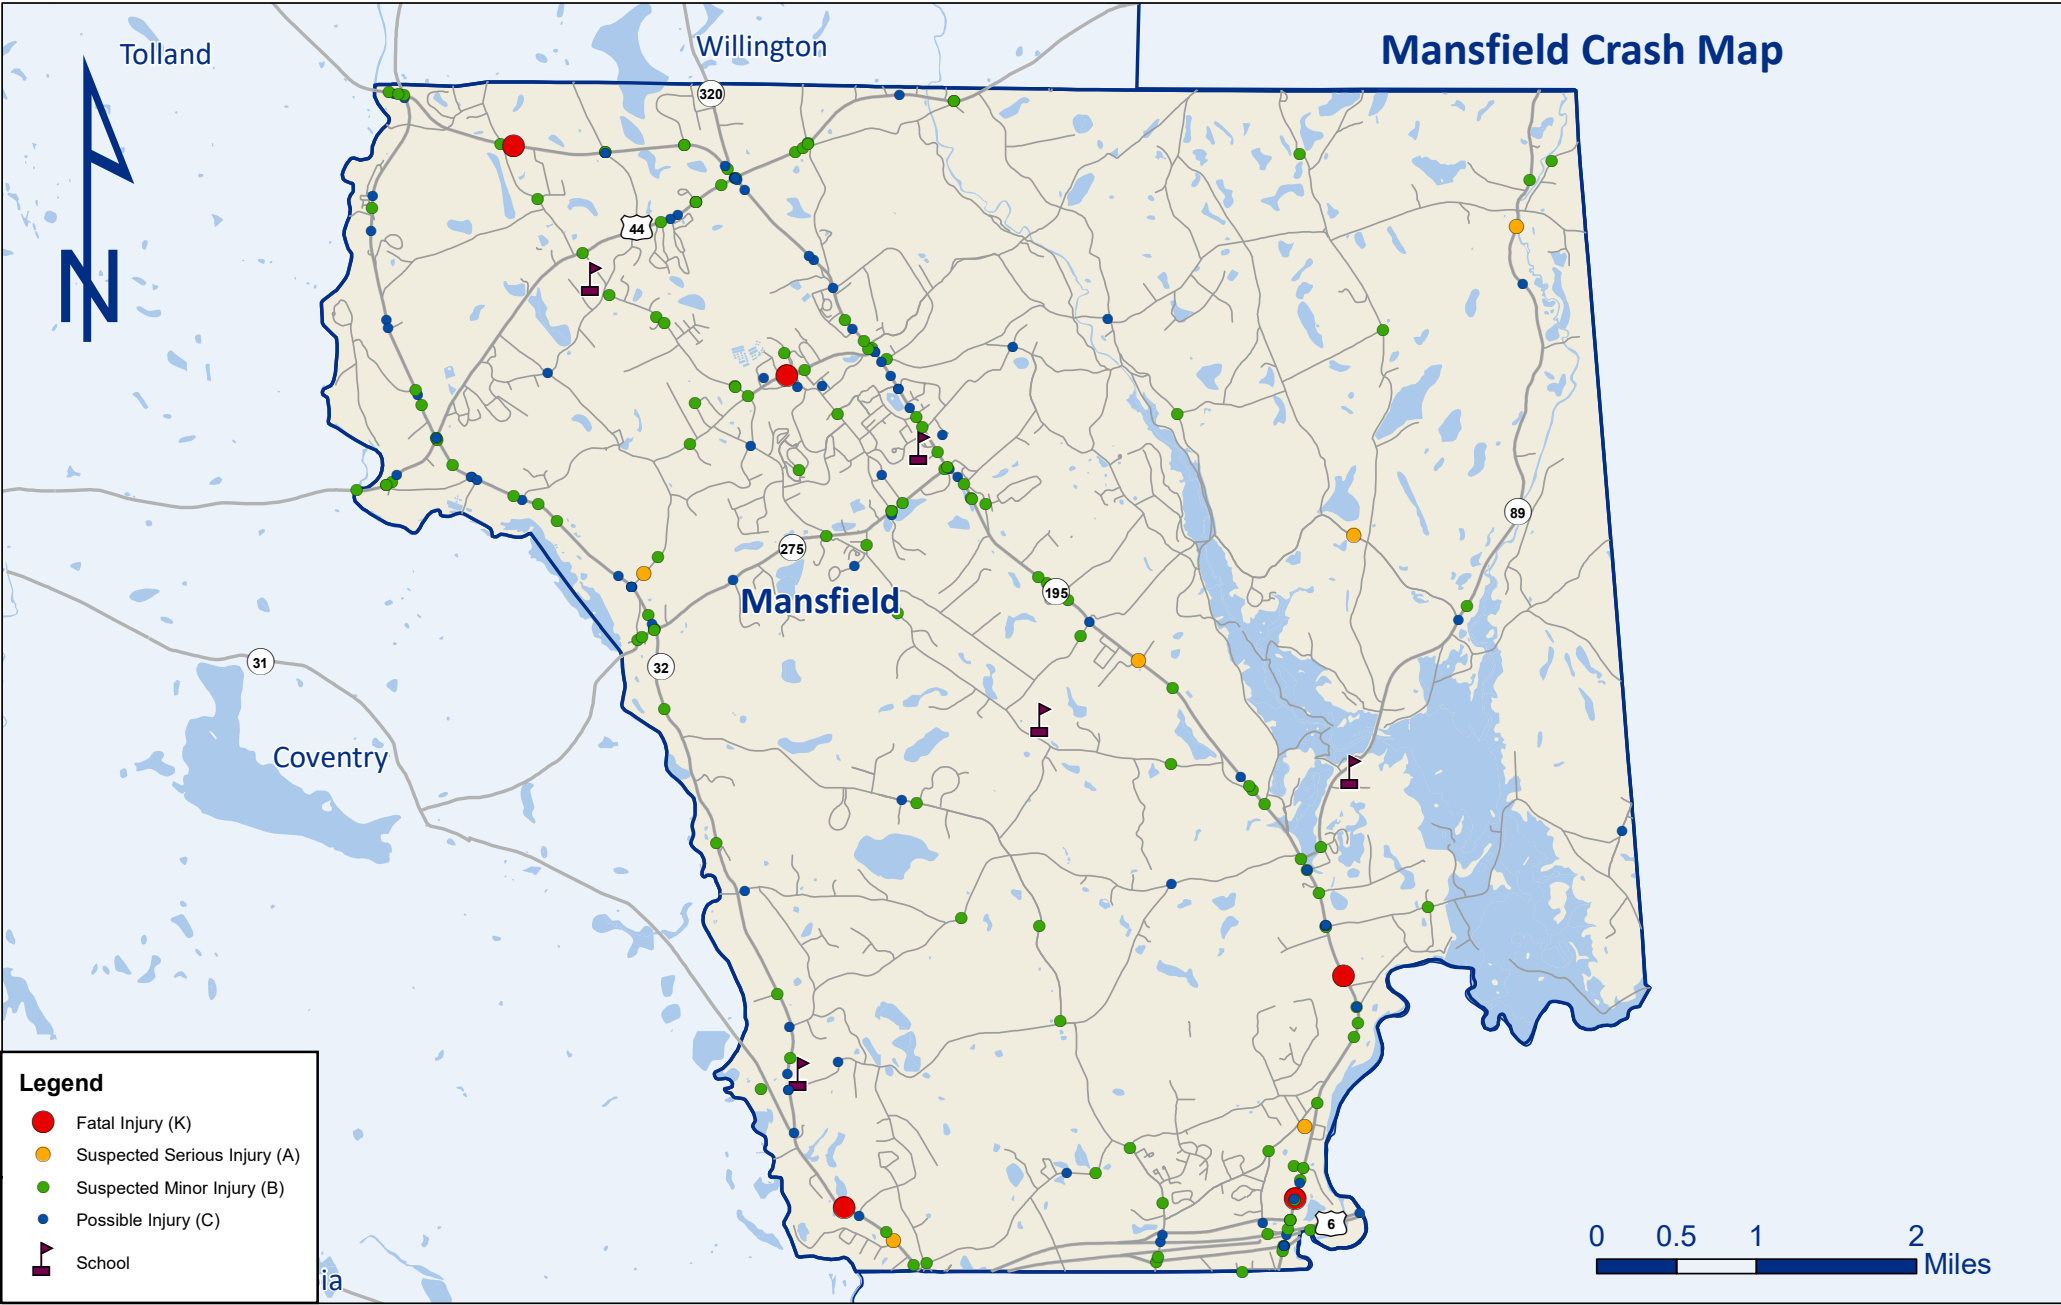 Mansfield Crash Map
Tolland
Willington
320
N
44
89
275
195
Mansfield
31
32
Coventry
6
Legend
Fatal Injury (K)
Suspected Serious Injury (A)
Suspected Minor Injury (B)
Possible Injury (C)
School
ia
0 0.5 1 2
Miles